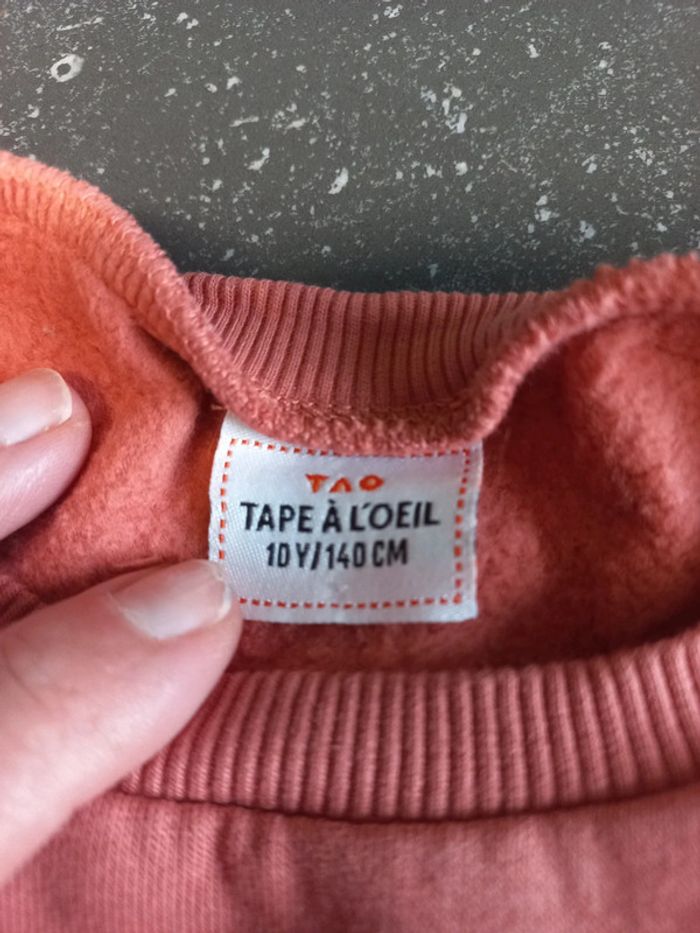 TAO
TAPE À L'OEIL
10Y/140CM